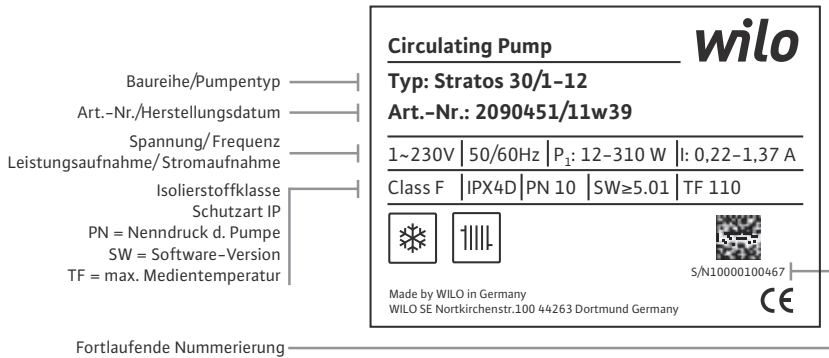 wilo
Circulating Pump
Baureihe/Pumpentyp
Typ: Stratos 30/1-12
Art.-Nr./Herstellungsdatum
Art.-Nr.: 2090451/11w39
Spannung/Frequenz
Leistungsaufnahme/Stromaufnahme
1~230V 50/60Hz P1: 12-310 W I: 0,22-1,37 A
Isolierstoffklasse
Schutzart IP
PN = Nenndruck d. Pumpe
SW = Software-Version
TF = max. Medientemperatur
Class F IPX4D PN 10 SW≥5.01 TF 110
S/N10000100467
Made by WILO in Germany
WILO SE Nortkirchenstr.100 44263 Dortmund Germany
CE
Fortlaufende Nummerierung